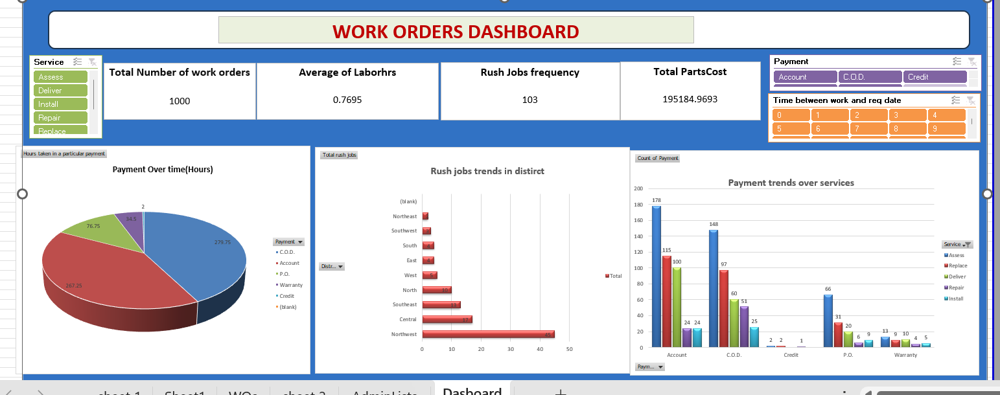 WORK ORDERS DASHBOARD
Service
Assess
Deliver
Install
Repair
Replace
Total Number of work orders
1000
Average of Laborhrs
0.7695
Rush Jobs frequency
103
Total PartsCost
195184.9693
Payment
Account
C.O.D.
Credit
Time between work and req date
0 1 2 3 4
5 6 7 8 9
Hours taken in a particular payment
Payment Over time(Hours)
2
34.5
76.75
279.75
267.25
Payment
C.O.D.
Account
P.O.
Warranty
Credit
(blank)
Total rush jobs
Rush jobs trends in distirct
(blank)
Northeast
Southwest 3
South 4
East 4
West 5
North 10
Southeast 13
Central 17
Northwest 45
0 10 20 30 40 50
Distr...
Total
Count of Payment
Payment trends over services
200
180
160
140
120
100
80
60
40
20
0
178 115 100 24 24
148 97 60 51 25
2 2 1
66 31 20 6 9
13 9 10 4 5
Account C.O.D. Credit P.O. Warranty
Service
Assess
Replace
Deliver
Repair
Install
Paym...
sheet 1 Sheet1 WOs sheet 2 AdminLists Dasboard